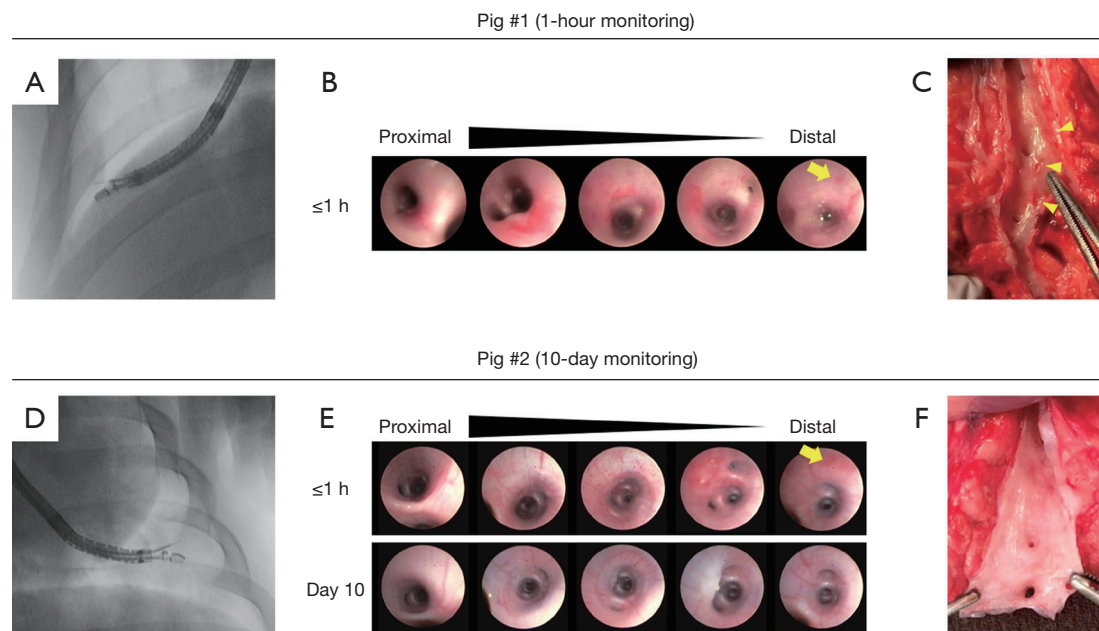 Pig #1 (1-hour monitoring)
A
B
C
Proximal
Distal
≤1 h
Pig #2 (10-day monitoring)
D
E
F
Proximal
Distal
≤1 h
Day 10